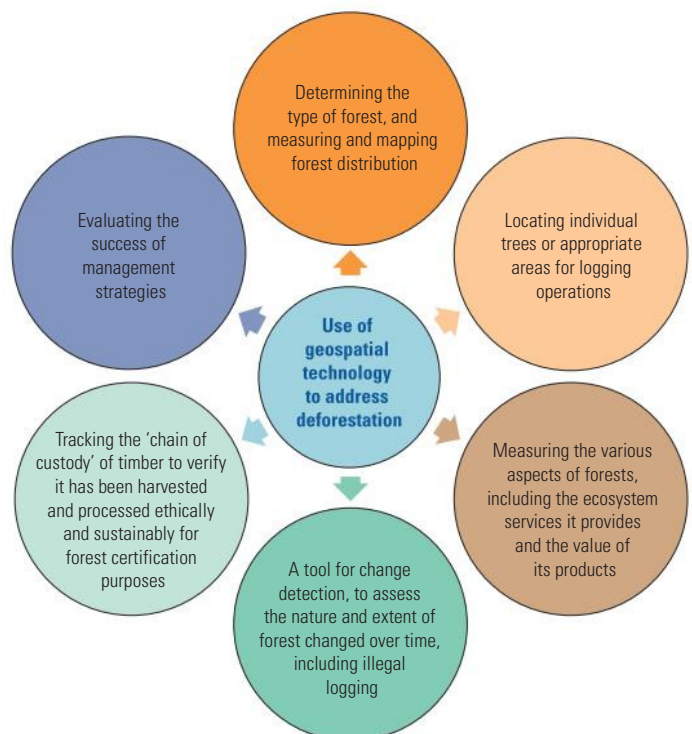 Determining the
type of forest, and
measuring and mapping
forest distribution
Evaluating the
success of
management
strategies
Locating individual
trees or appropriate
areas for logging
operations
Use of
geospatial
technology
to address
deforestation
Tracking the ‘chain of
custody’ of timber to verify
it has been harvested
and processed ethically
and sustainably for
forest certification
purposes
Measuring the various
aspects of forests,
including the ecosystem
services it provides
and the value of
its products
A tool for change
detection, to assess
the nature and extent of
forest changed over time,
including illegal
logging